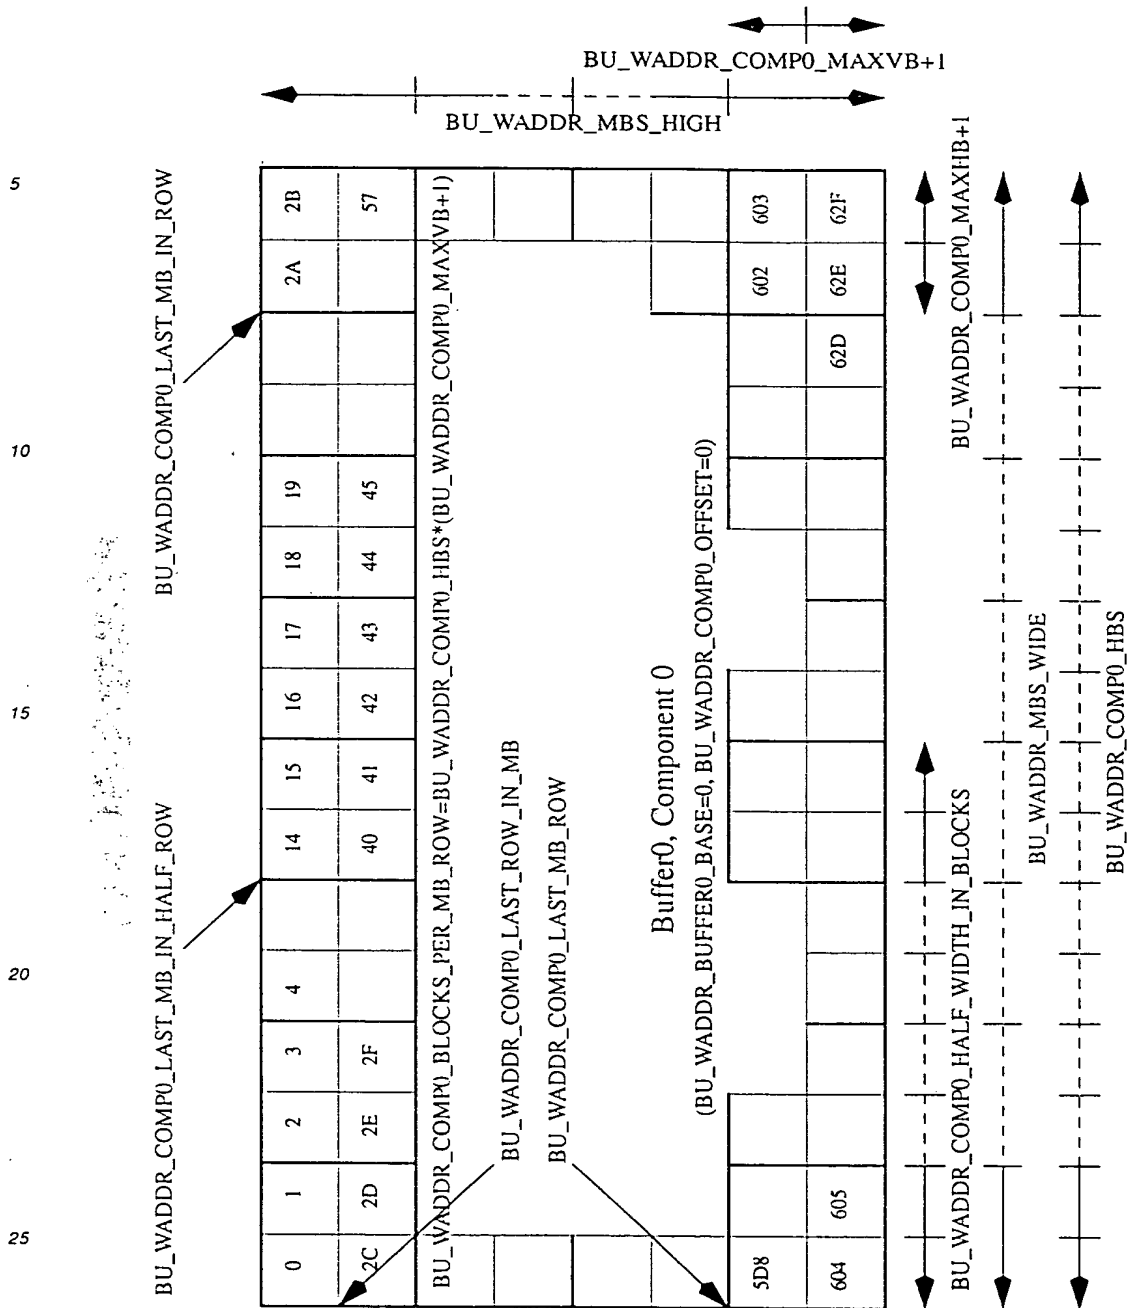 BU_WADDR_COMP0_MAXVB+1
BU_WADDR_MBS_HIGH
5
10
15
20
25
BU_WADDR_COMP0_LAST_MB_IN_ROW
BU_WADDR_COMP0_LAST_MB_IN_HALF_ROW
0 1 2 3 4 14 15 16 17 18 19 2A 2B
2C 2D 2E 2F 40 41 42 43 44 45 57
BU_WADDR_COMP0_BLOCKS_PER_MB_ROW=BU_WADDR_COMP0_HBS*(BU_WADDR_COMP0_MAXVB+1)
BU_WADDR_COMP0_LAST_ROW_IN_MB
BU_WADDR_COMP0_LAST_MB_ROW
Buffer0, Component 0
(BU_WADDR_BUFFER0_BASE=0, BU_WADDR_COMP0_OFFSET=0)
5D8 602 603
604 605 62D 62E 62F
BU_WADDR_COMP0_HALF_WIDTH_IN_BLOCKS
BU_WADDR_COMP0_MAXHB+1
BU_WADDR_MBS_WIDE
BU_WADDR_COMP0_HBS